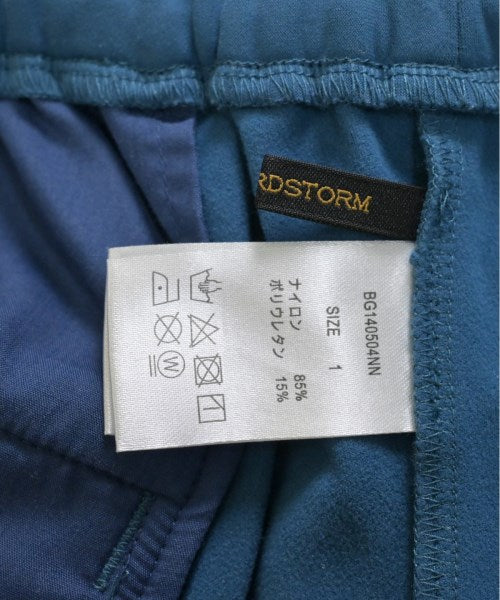 RDSTORM
BG140504NN
SIZE 1
ナイロン 85%
ポリウレタン 15%
W